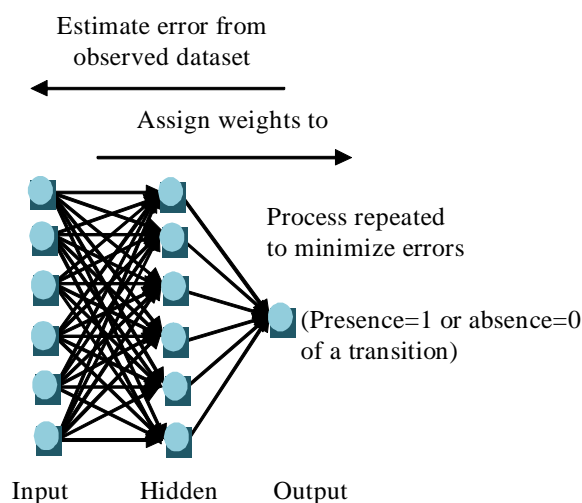 Estimate error from
observed dataset
Assign weights to
Process repeated
to minimize errors
(Presence=1 or absence=0
of a transition)
Input Hidden Output